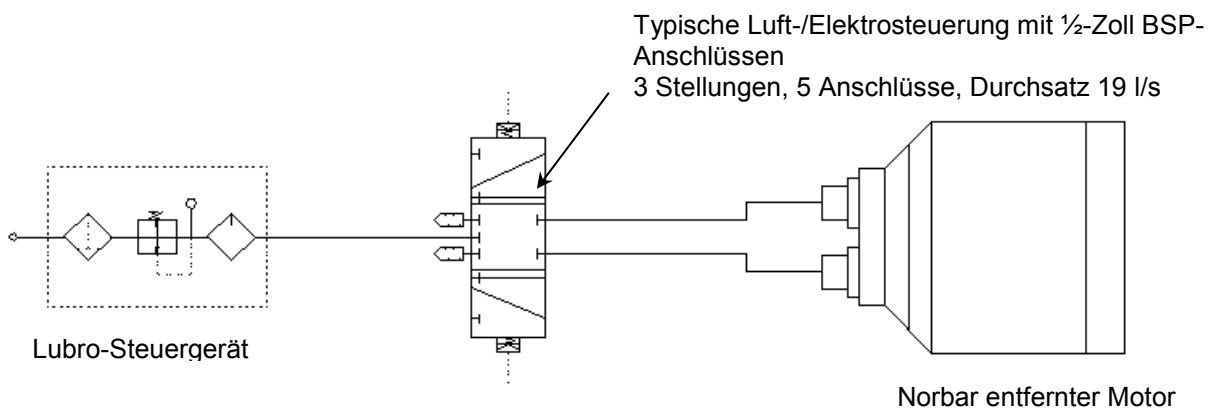 Typische Luft-/Elektrosteuerung mit ½-Zoll BSP-
Anschlüssen
3 Stellungen, 5 Anschlüsse, Durchsatz 19 l/s
Lubro-Steuergerät
Norbar entfernter Motor